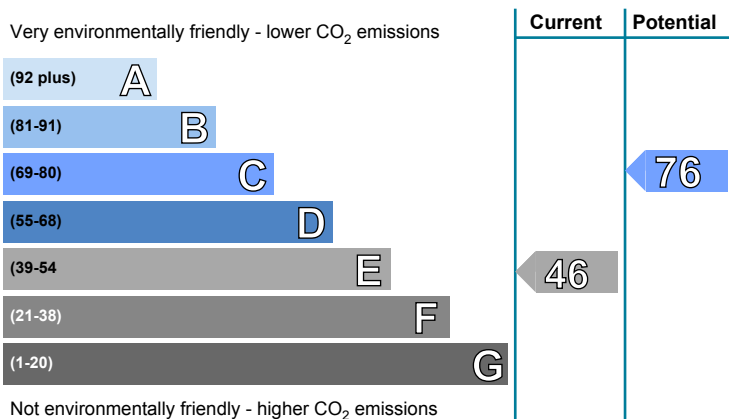 Very environmentally friendly - lower CO2 emissions
Current
Potential
(92 plus) A
(81-91) B
(69-80) C
76
(55-68) D
(39-54 E
46
(21-38) F
(1-20) G
Not environmentally friendly - higher CO2 emissions